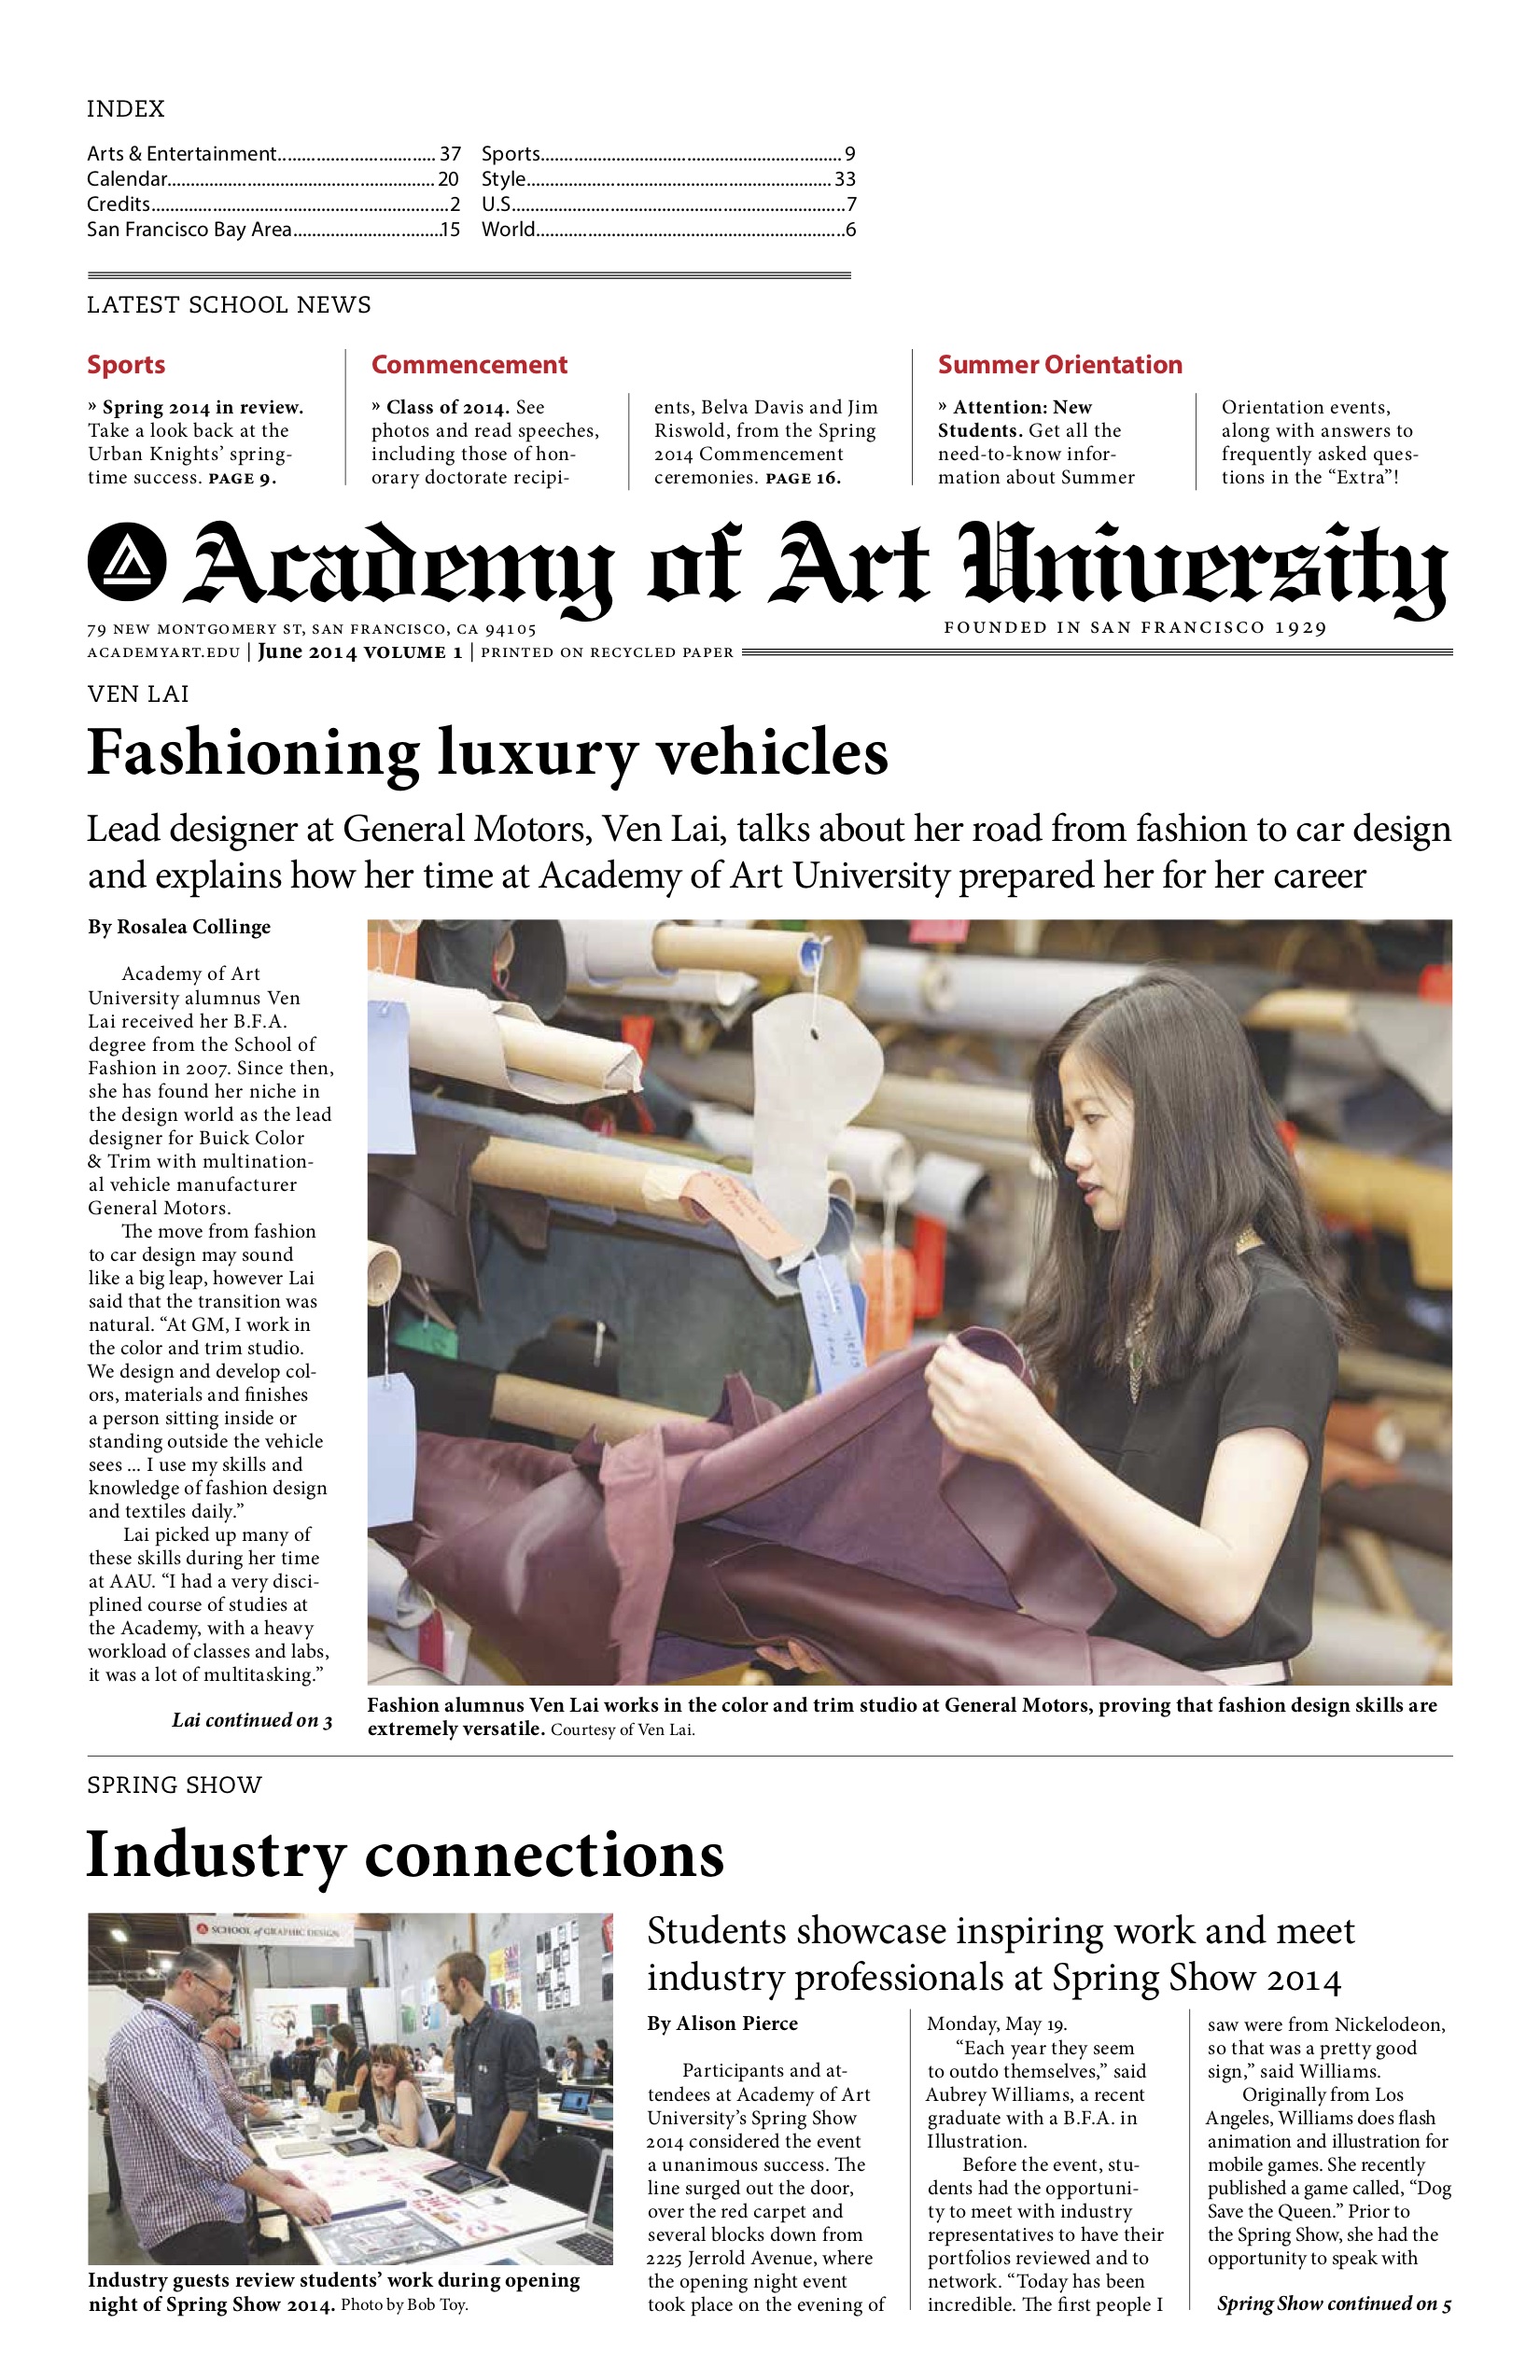 INDEX
Arts & Entertainment................................. 37
Calendar......................................................... 20
Credits...............................................................2
San Francisco Bay Area...............................15
Sports................................................................ 9
Style................................................................. 33
U.S.......................................................................7
World..................................................................6
LATEST SCHOOL NEWS
Sports
» Spring 2014 in review.
Take a look back at the
Urban Knights’ spring-
time success. PAGE 9.
Commencement
» Class of 2014. See
photos and read speeches,
including those of hon-
orary doctorate recipi-
ents, Belva Davis and Jim
Riswold, from the Spring
2014 Commencement
ceremonies. PAGE 16.
Summer Orientation
» Attention: New
Students. Get all the
need-to-know infor-
mation about Summer
Orientation events,
along with answers to
frequently asked ques-
tions in the “Extra”!
Academy of Art University
79 NEW MONTGOMERY ST, SAN FRANCISCO, CA 94105
FOUNDED IN SAN FRANCISCO 1929
ACADEMYART.EDU | June 2014 VOLUME 1 | PRINTED ON RECYCLED PAPER
VEN LAI
Fashioning luxury vehicles
Lead designer at General Motors, Ven Lai, talks about her road from fashion to car design
and explains how her time at Academy of Art University prepared her for her career
By Rosalea Collinge
Academy of Art
University alumnus Ven
Lai received her B.F.A.
degree from the School of
Fashion in 2007. Since then,
she has found her niche in
the design world as the lead
designer for Buick Color
& Trim with multination-
al vehicle manufacturer
General Motors.
The move from fashion
to car design may sound
like a big leap, however Lai
said that the transition was
natural. “At GM, I work in
the color and trim studio.
We design and develop col-
ors, materials and finishes
a person sitting inside or
standing outside the vehicle
sees ... I use my skills and
knowledge of fashion design
and textiles daily.”
Lai picked up many of
these skills during her time
at AAU. “I had a very disci-
plined course of studies at
the Academy, with a heavy
workload of classes and labs,
it was a lot of multitasking.”
Lai continued on 3
Fashion alumnus Ven Lai works in the color and trim studio at General Motors, proving that fashion design skills are
extremely versatile. Courtesy of Ven Lai.
SPRING SHOW
Industry connections
SCHOOL of GRAPHIC DESIGN
Industry guests review students’ work during opening
night of Spring Show 2014. Photo by Bob Toy.
Students showcase inspiring work and meet
industry professionals at Spring Show 2014
By Alison Pierce
Participants and at-
tendees at Academy of Art
University’s Spring Show
2014 considered the event
a unanimous success. The
line surged out the door,
over the red carpet and
several blocks down from
2225 Jerrold Avenue, where
the opening night event
took place on the evening of
Monday, May 19.
“Each year they seem
to outdo themselves,” said
Aubrey Williams, a recent
graduate with a B.F.A. in
Illustration.
Before the event, stu-
dents had the opportuni-
ty to meet with industry
representatives to have their
portfolios reviewed and to
network. “Today has been
incredible. The first people I
saw were from Nickelodeon,
so that was a pretty good
sign,” said Williams.
Originally from Los
Angeles, Williams does flash
animation and illustration for
mobile games. She recently
published a game called, “Dog
Save the Queen.” Prior to
the Spring Show, she had the
opportunity to speak with
Spring Show continued on 5